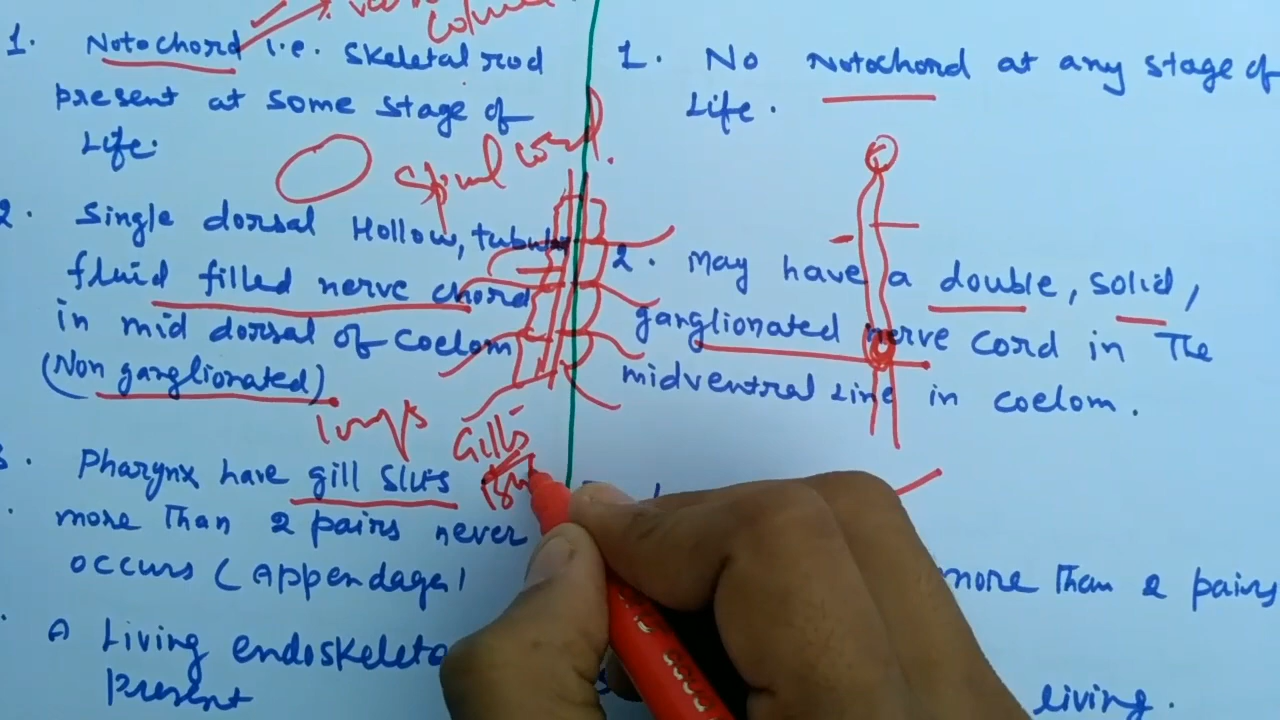 column
1. Notochord i.e. skeletal rod
present at some stage of
Life.
spinal cord.
2. Single dorsal Hollow, tubular
fluid filled nerve chord
in mid dorsal of coelom
(Non ganglionated)
lungs
Gills
Pharynx have gill slits
more Than 2 pairs never
occurs (Appendage)
A Living endoskeleto
present
1. No Notochord at any stage of
Life.
2. May have a double, solid,
ganglionated nerve cord in The
midventral Line in coelom.
more Than 2 pairs
living.